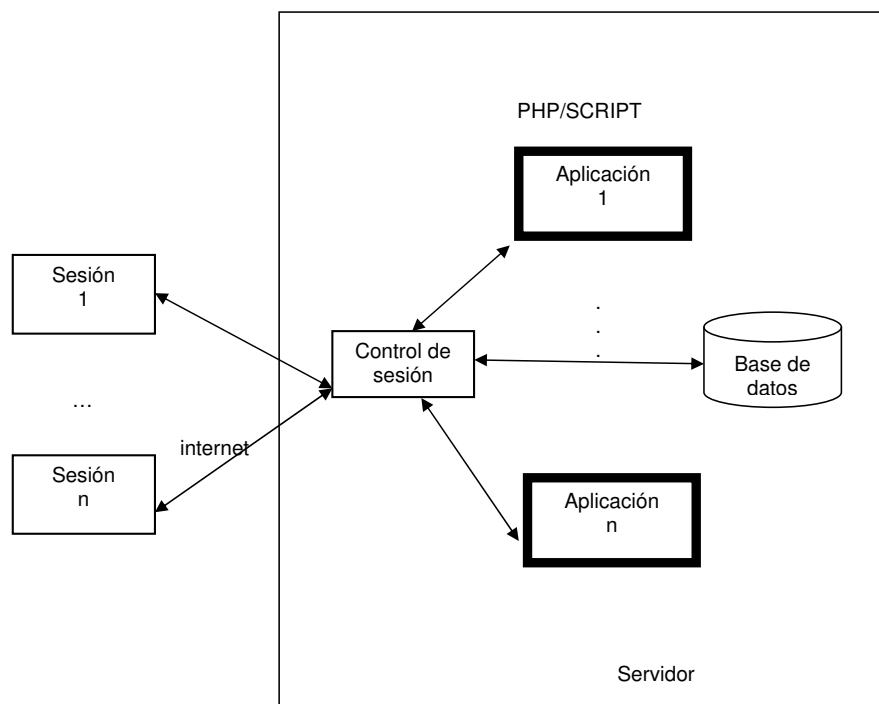 PHP/SCRIPT
Aplicación
1
Sesión
1
.
.
.
Control de
sesión
Base de
datos
...
internet
Sesión
n
Aplicación
n
Servidor